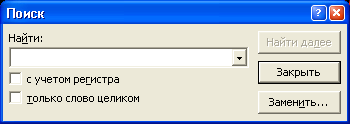 Поиск
Найти:
Найти далее
с учетом регистра
Закрыть
только слово целиком
Заменить...